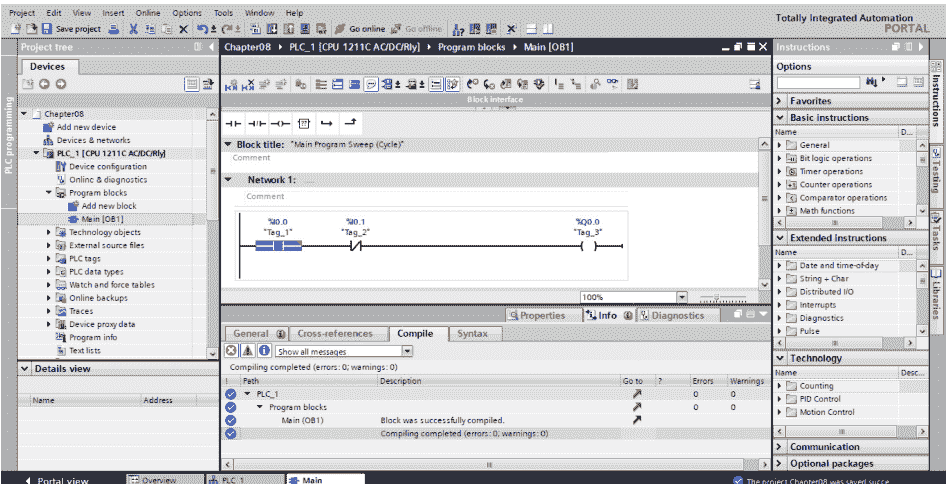 Project Edit View Insert Online Options Tools Window Help
Totally Integrated Automation
PORTAL
Save project
Go online
Go offline
Project tree
Chapter08 PLC_1 [CPU 1211C AC/DC/Rly] Program blocks Main [OB1]
Instructions
Devices
Options
PLC programming
Block interface
Chapter08
Add new device
Devices & networks
PLC_1 [CPU 1211C AC/DC/Rly]
Device configuration
Online & diagnostics
Program blocks
Add new block
Main [OB1]
Technology objects
External source files
PLC tags
PLC data types
Watch and force tables
Online backups
Traces
Device proxy data
Program info
Text lists
Details view
Name Address
Block title: "Main Program Sweep (Cycle)"
Comment
Network 1: ....
Comment
%I0.0 %I0.1 %Q0.0
"Tag_1" "Tag_2" "Tag_3"
100%
Properties Info Diagnostics
General Cross-references Compile Syntax
Show all messages
Compiling completed (errors: 0; warnings: 0)
! Path Description Go to ? Errors Warnings
PLC_1 0 0
Program blocks 0 0
Main (OB1) Block was successfully compiled.
Compiling completed (errors: 0; warnings: 0)
Favorites
Basic instructions
Name D...
General
Bit logic operations
Timer operations
Counter operations
Comparator operations
Math functions
Extended instructions
Name D...
Date and time-of-day
String + Char
Distributed I/O
Interrupts
Diagnostics
Pulse
Technology
Name Desc...
Counting
PID Control
Motion Control
Communication
Optional packages
Instructions
Testing
Tasks
Libraries
Portal view Overview PLC_1 Main
The project Chapter08 was saved succe